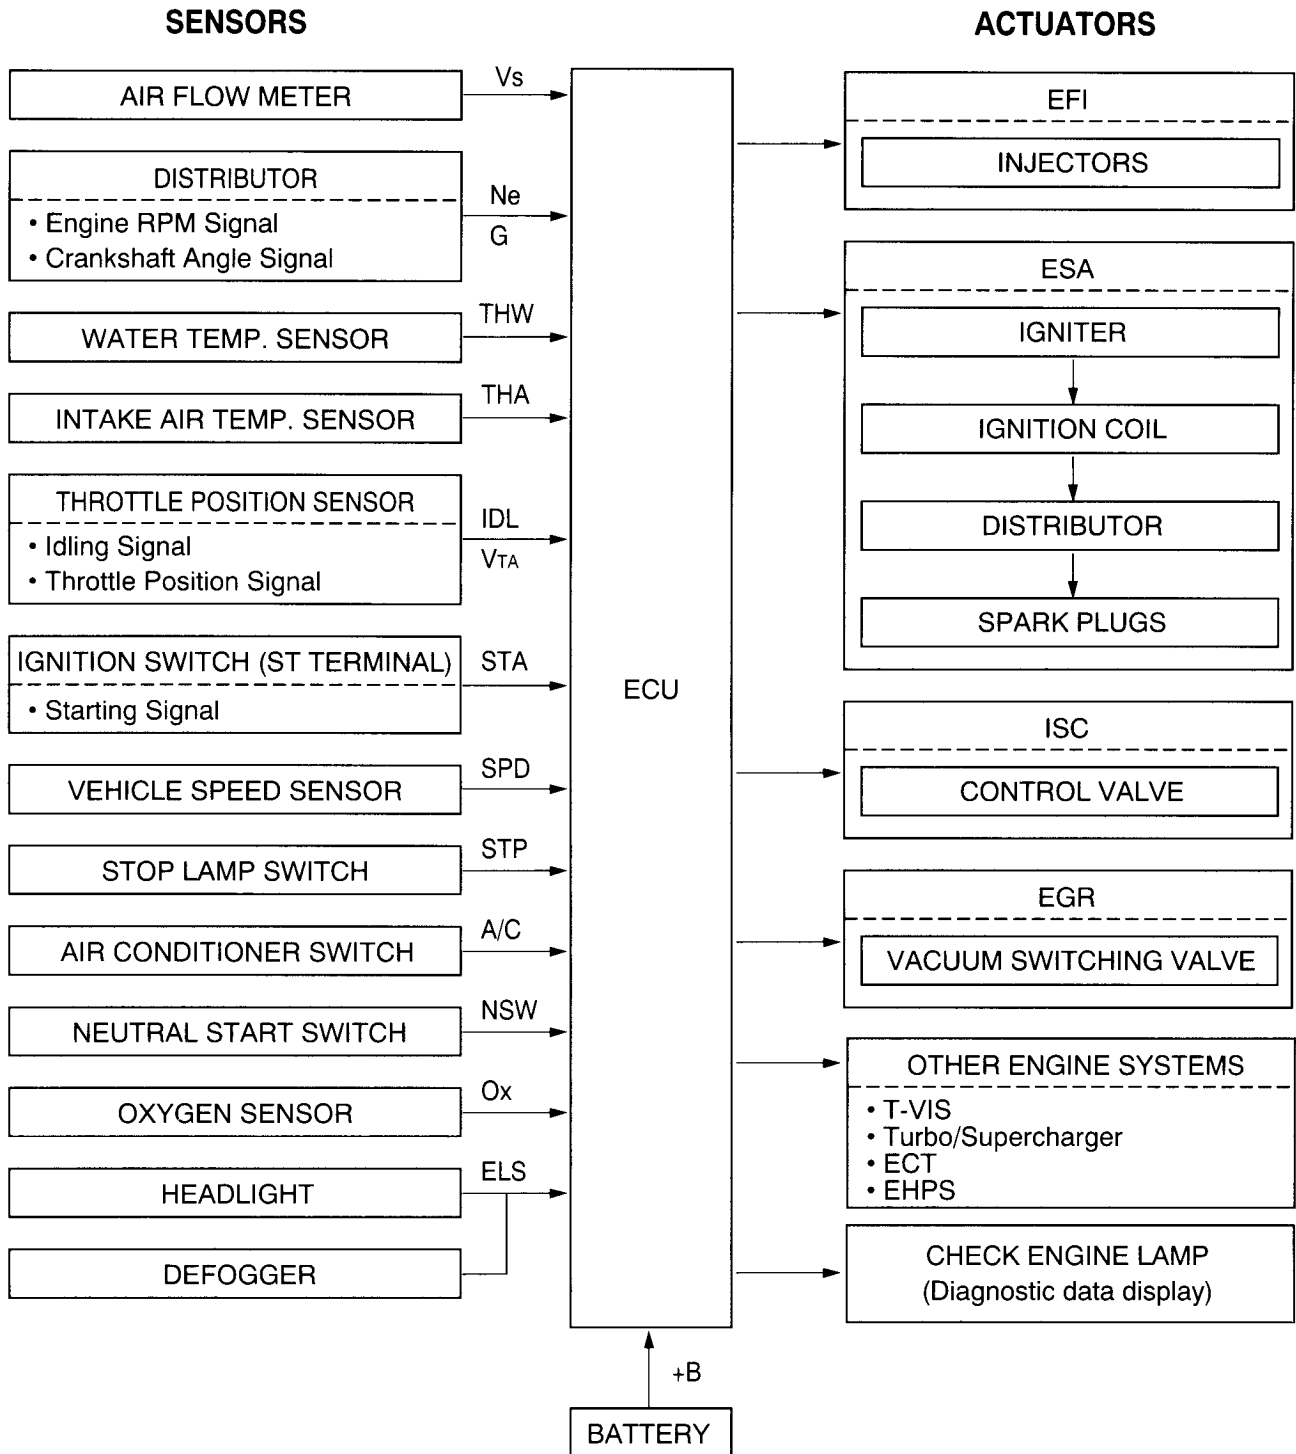 SENSORS
ACTUATORS
AIR FLOW METER
Vs
DISTRIBUTOR
• Engine RPM Signal
• Crankshaft Angle Signal
Ne
G
WATER TEMP. SENSOR
THW
INTAKE AIR TEMP. SENSOR
THA
THROTTLE POSITION SENSOR
• Idling Signal
• Throttle Position Signal
IDL
VTA
IGNITION SWITCH (ST TERMINAL)
• Starting Signal
STA
VEHICLE SPEED SENSOR
SPD
STOP LAMP SWITCH
STP
AIR CONDITIONER SWITCH
A/C
NEUTRAL START SWITCH
NSW
OXYGEN SENSOR
Ox
HEADLIGHT
ELS
DEFOGGER
ECU
+B
BATTERY
EFI
INJECTORS
ESA
IGNITER
IGNITION COIL
DISTRIBUTOR
SPARK PLUGS
ISC
CONTROL VALVE
EGR
VACUUM SWITCHING VALVE
OTHER ENGINE SYSTEMS
• T-VIS
• Turbo/Supercharger
• ECT
• EHPS
CHECK ENGINE LAMP
(Diagnostic data display)